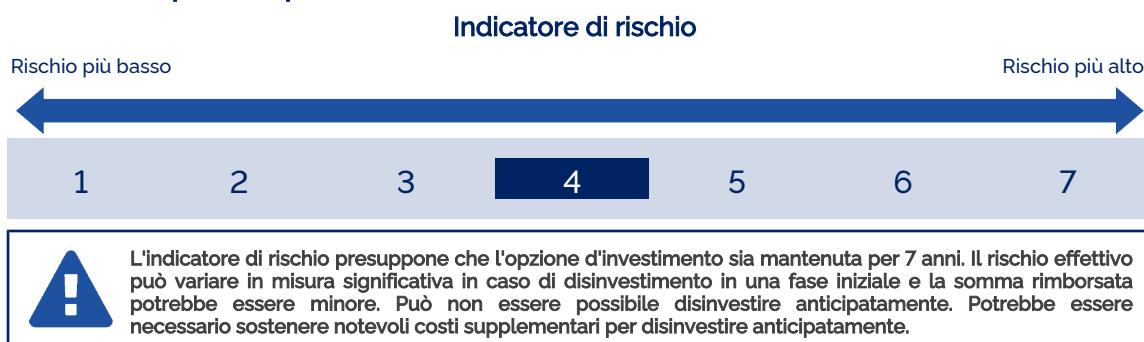 Indicatore di rischio
Rischio più basso Rischio più alto
1 2 3 4 5 6 7
L'indicatore di rischio presuppone che l'opzione d'investimento sia mantenuta per 7 anni. Il rischio effettivo
può variare in misura significativa in caso di disinvestimento in una fase iniziale e la somma rimborsata
potrebbe essere minore. Può non essere possibile disinvestire anticipatamente. Potrebbe essere
necessario sostenere notevoli costi supplementari per disinvestire anticipatamente.